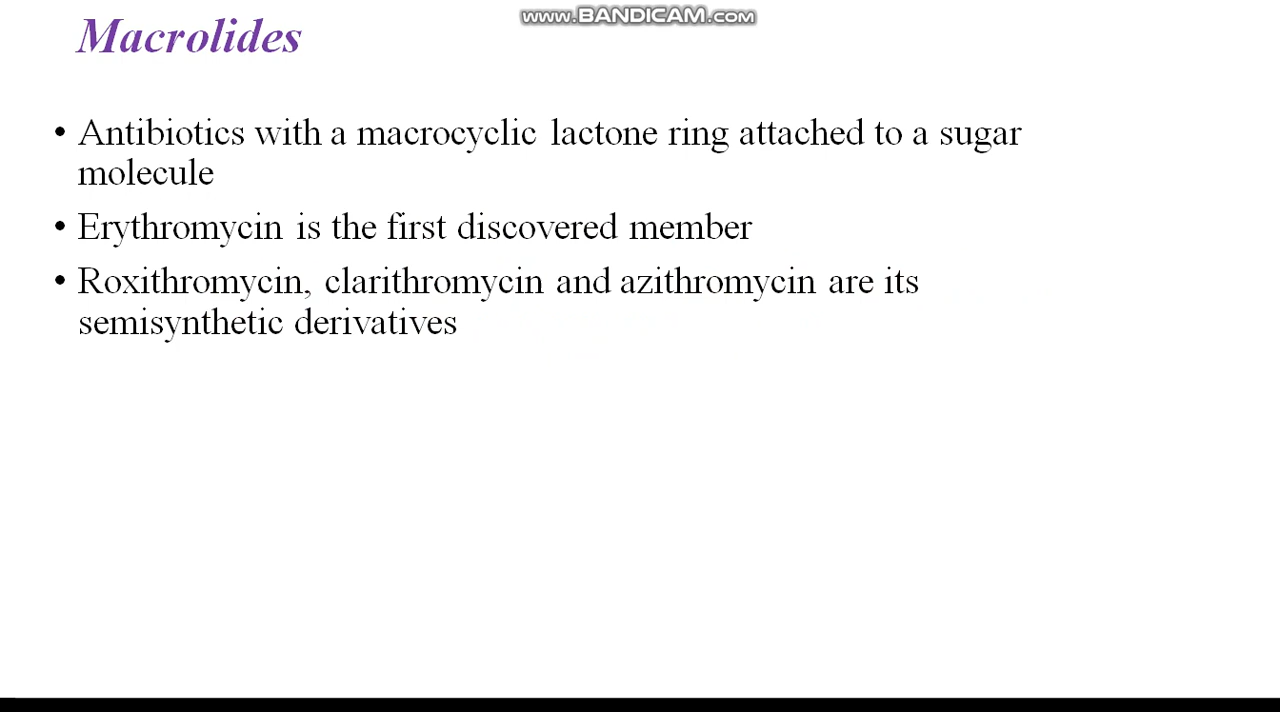 www.BANDICAM.com
Macrolides
• Antibiotics with a macrocyclic lactone ring attached to a sugar
molecule
• Erythromycin is the first discovered member
• Roxithromycin, clarithromycin and azithromycin are its
semisynthetic derivatives